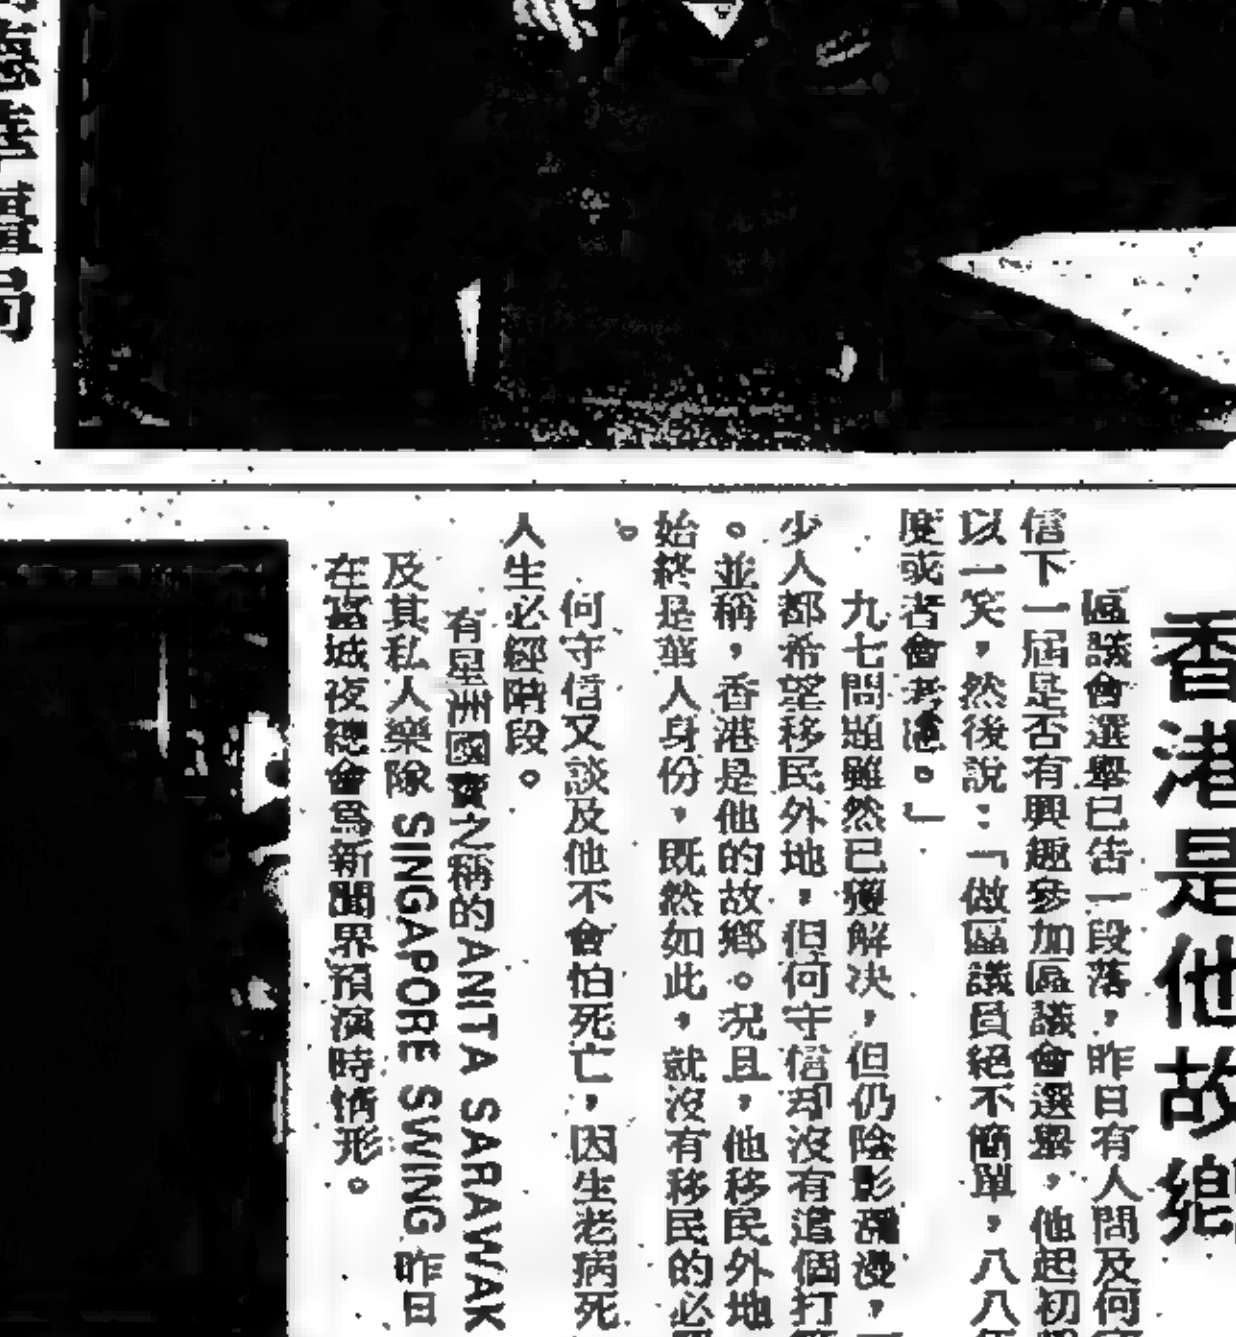 香港是他故鄉
區議會選舉已告一段落，昨日有人問及何
信下一屆是否有興趣參加區議會選舉，他起初
以一笑，然後說：「做區議員絕不簡單，八八年
度或者會考慮。」
九七問題雖然已獲解決，但仍陰影瀰漫，
少人都希望移民外地，但何守信却沒有這個打
。並稱，香港是他的故鄉。況且，他移民外地
始終是華人身份，既然如此，就沒有移民的必
。
何守信又談及他不會怕死亡，因生老病死
人生必經階段。
有星洲國寶之稱的ANITA SARAWAK
及其私人樂隊 SINGAPORE SWING 昨日
在富城夜總會爲新聞界預演時情形。